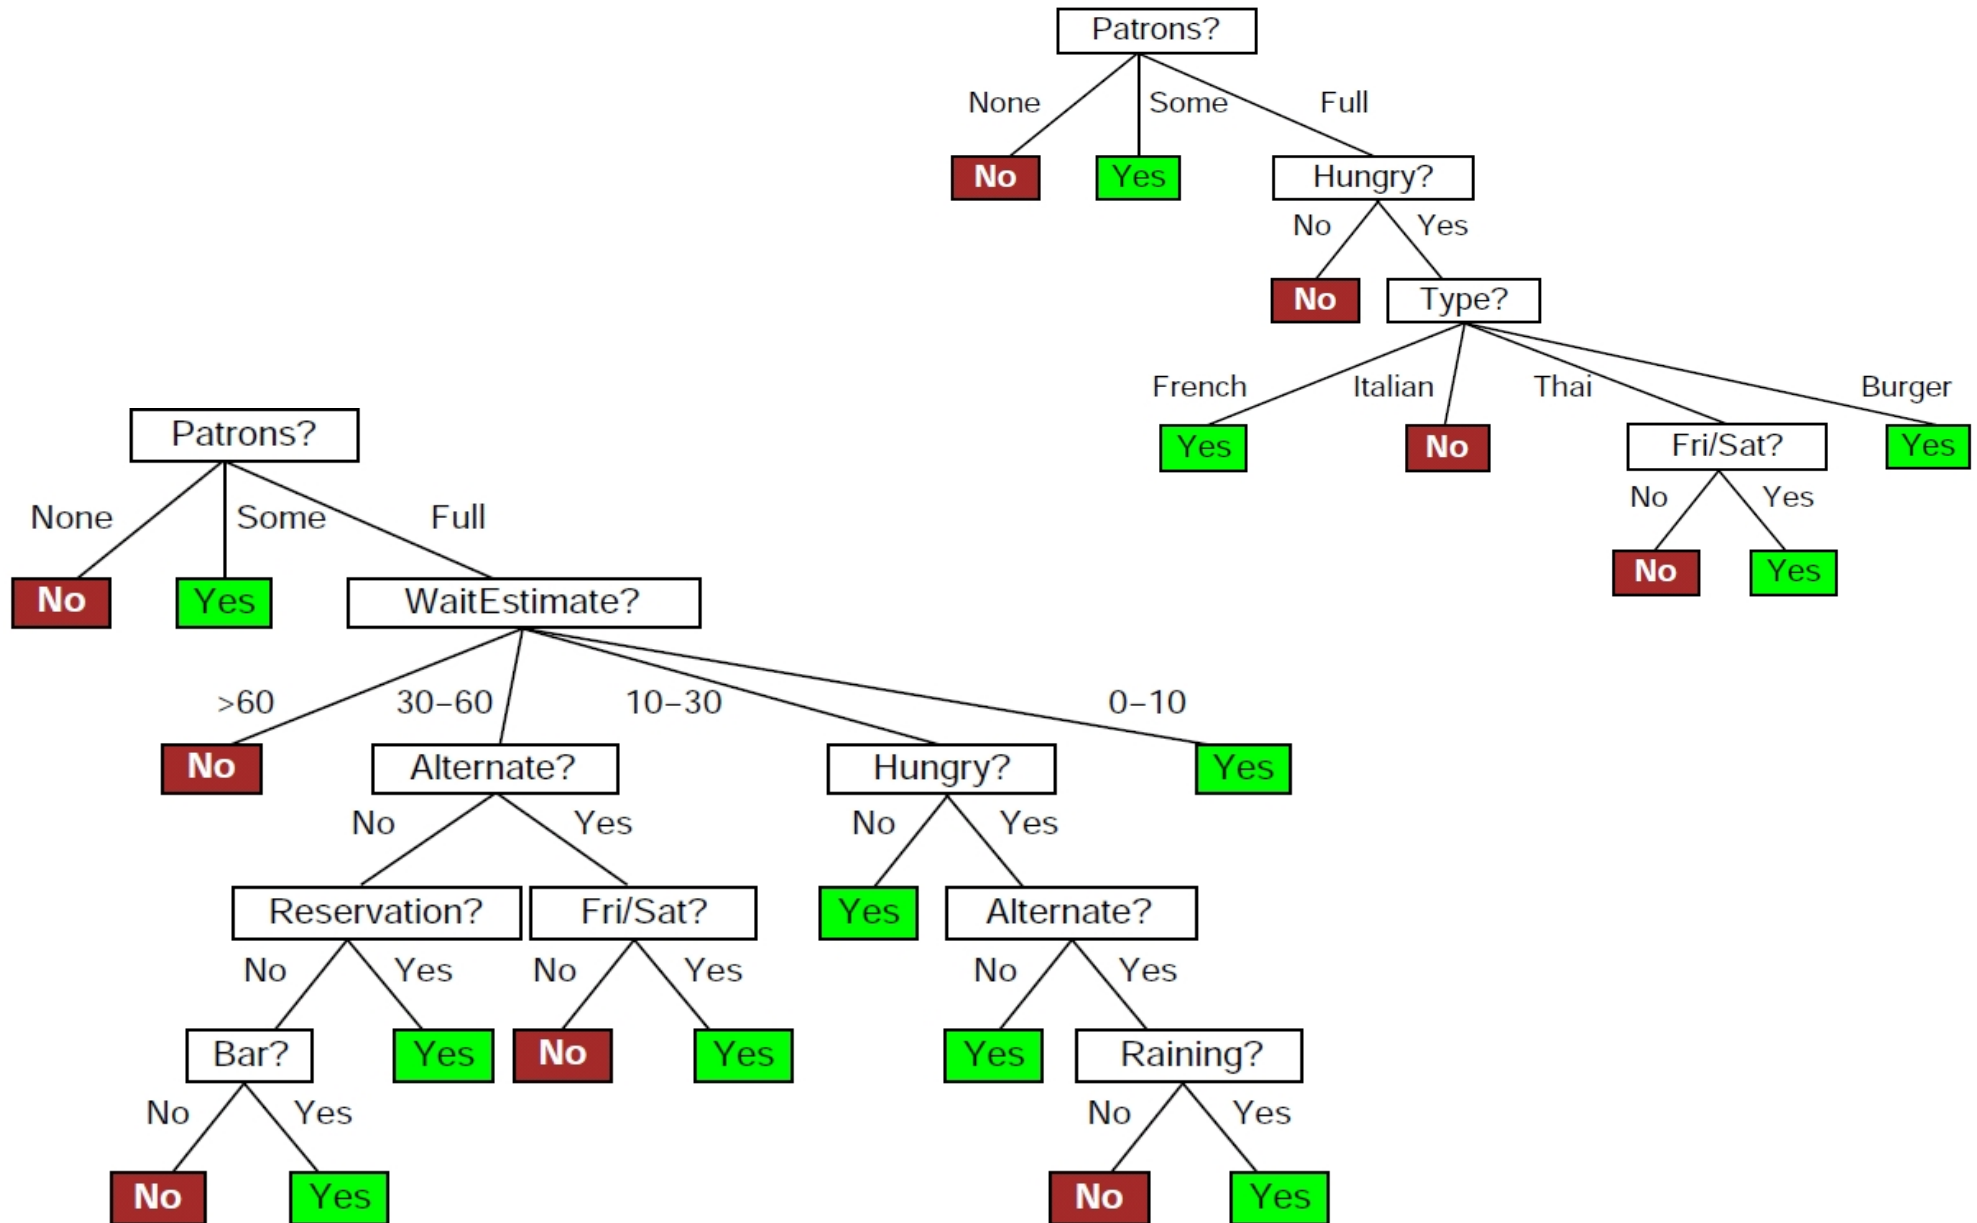 Patrons?
None Some Full
No Yes Hungry?
No Yes
No Type?
French Italian Thai Burger
Yes No Fri/Sat? Yes
No Yes
No Yes
Patrons?
None Some Full
No Yes WaitEstimate?
>60 30–60 10–30 0–10
No Alternate? Hungry? Yes
No Yes No Yes
Reservation? Fri/Sat? Yes Alternate?
No Yes No Yes No Yes
Bar? Yes No Yes Yes Raining?
No Yes No Yes
No Yes No Yes